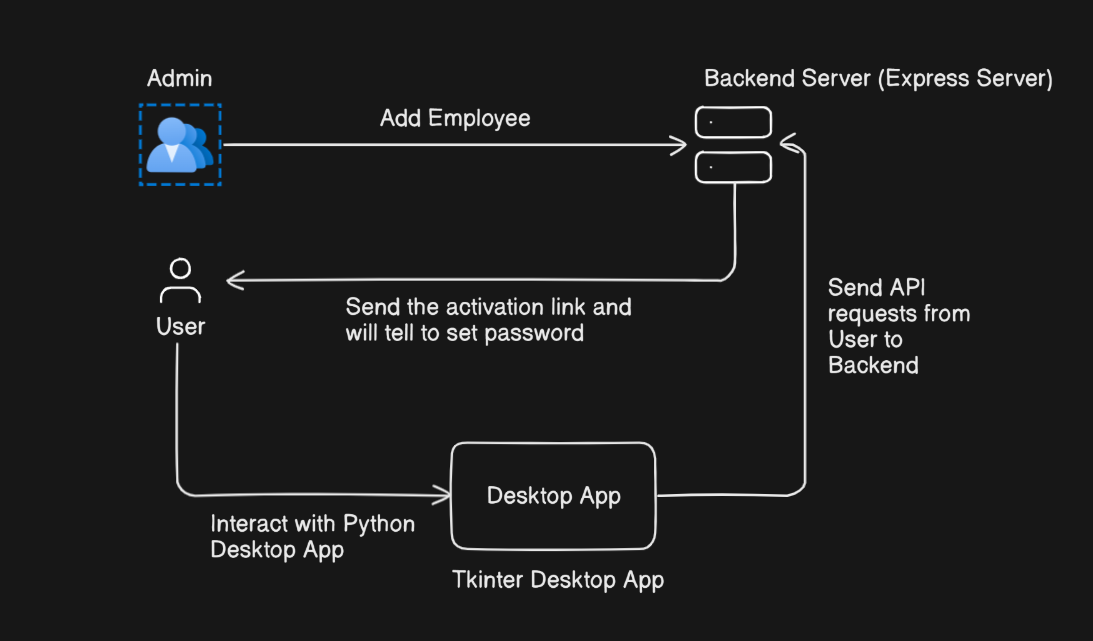 Admin
Backend Server (Express Server)
Add Employee
Send the activation link and
will tell to set password
User
Send API
requests from
User to
Backend
Desktop App
Interact with Python
Desktop App
Tkinter Desktop App